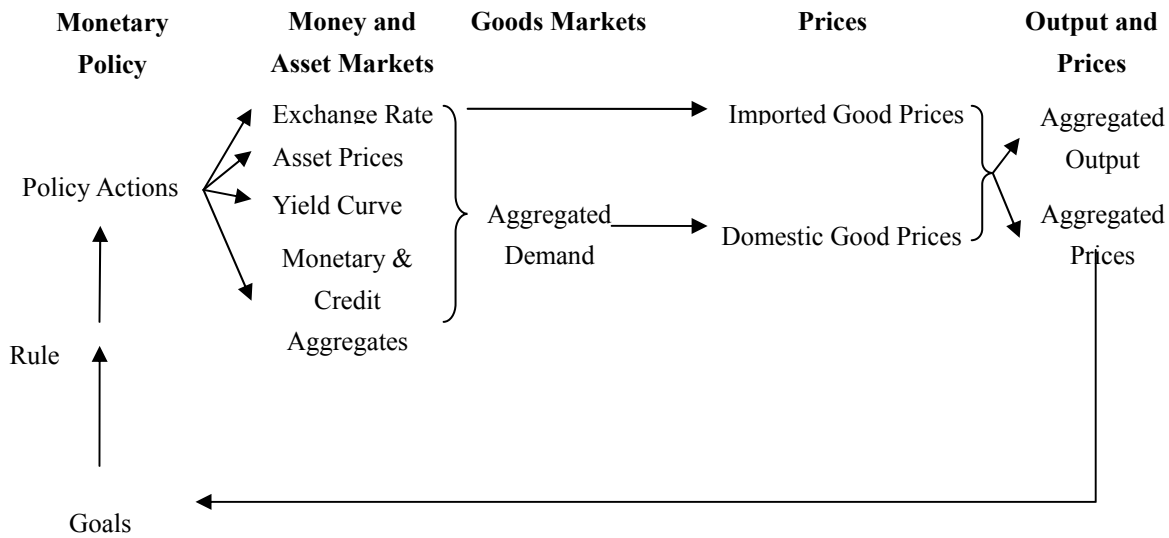 Monetary
Policy
Money and
Asset Markets
Goods Markets
Prices
Output and
Prices
Exchange Rate
Asset Prices
Yield Curve
Monetary &
Credit
Aggregates
Policy Actions
Rule
Goals
Aggregated
Demand
Imported Good Prices
Domestic Good Prices
Aggregated
Output
Aggregated
Prices